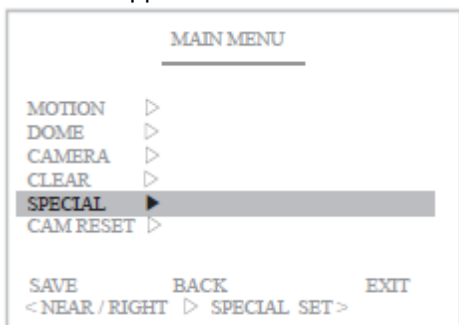 MAIN MENU
MOTION ▷
DOME ▷
CAMERA ▷
CLEAR ▷
SPECIAL ▶
CAM RESET ▷
SAVE BACK EXIT
<NEAR / RIGHT ▷ SPECIAL SET>